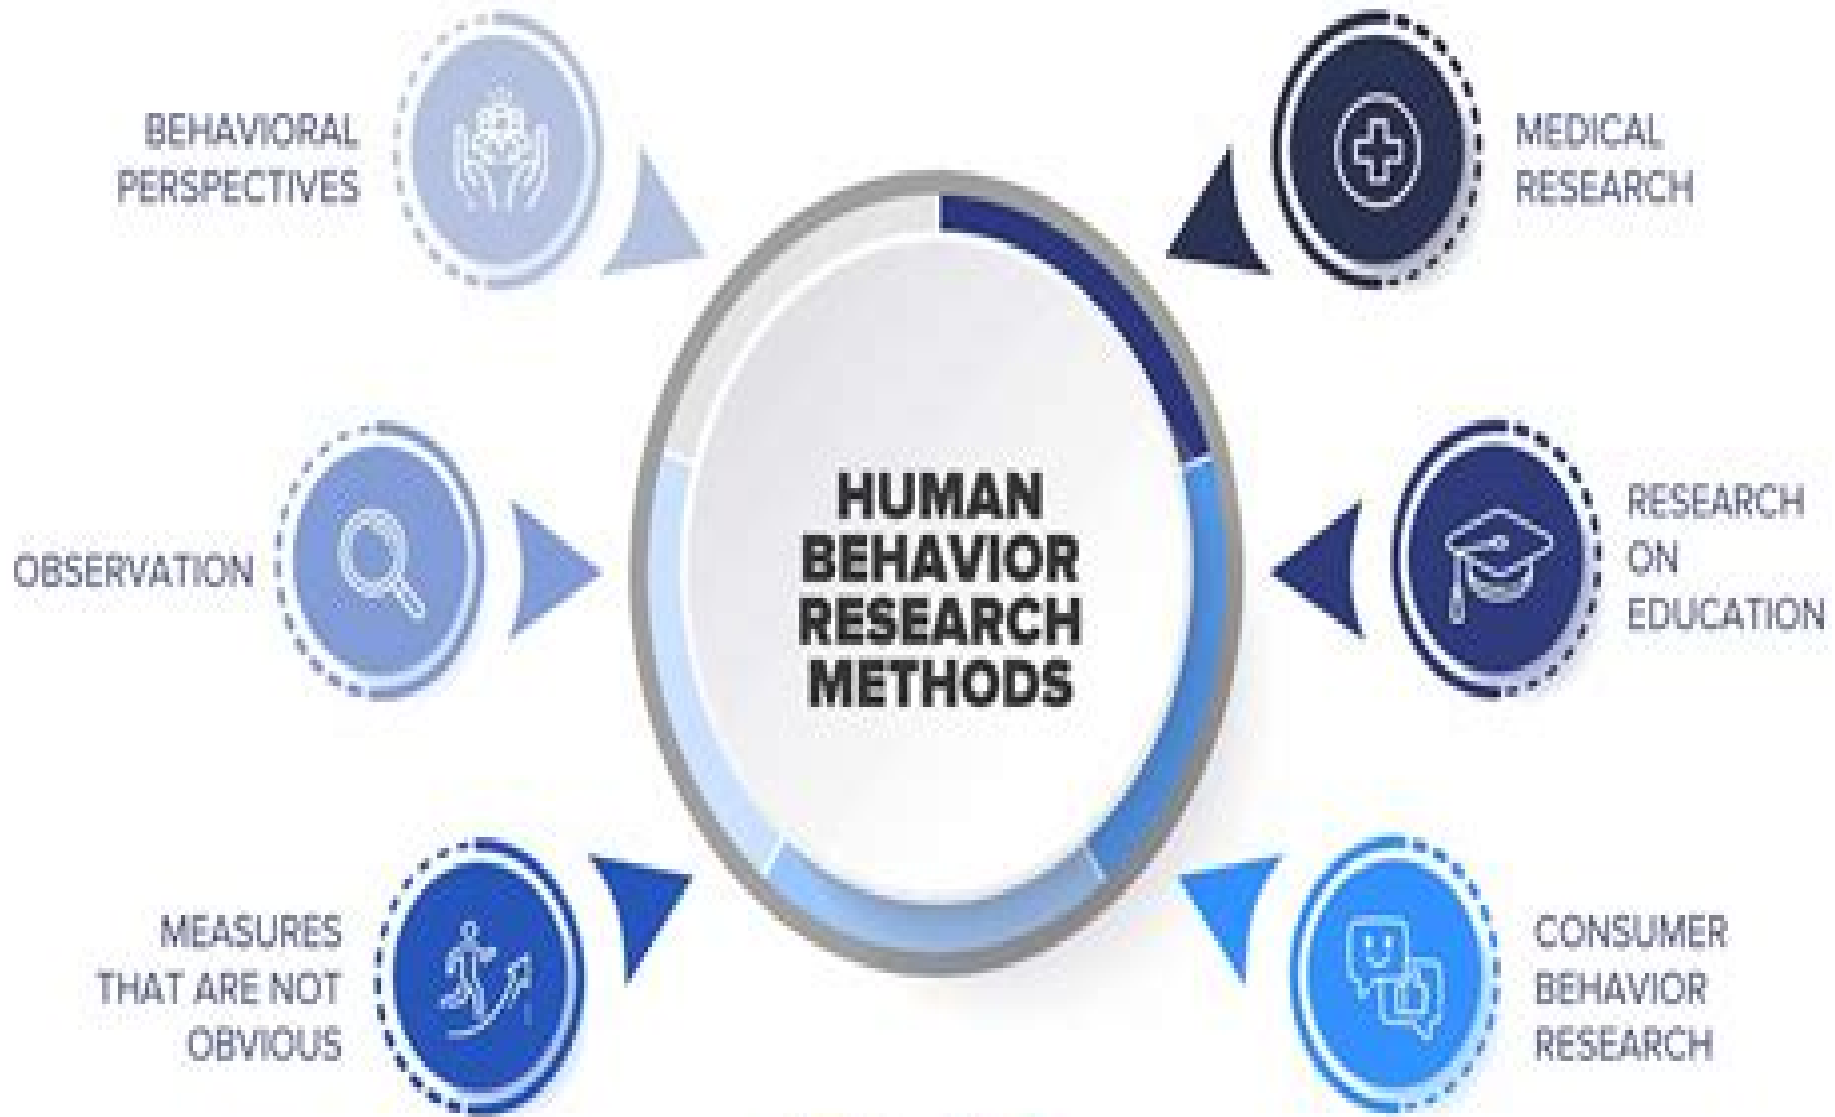 BEHAVIORAL
PERSPECTIVES
MEDICAL
RESEARCH
OBSERVATION
HUMAN
BEHAVIOR
RESEARCH
METHODS
RESEARCH
ON
EDUCATION
MEASURES
THAT ARE NOT
OBVIOUS
CONSUMER
BEHAVIOR
RESEARCH